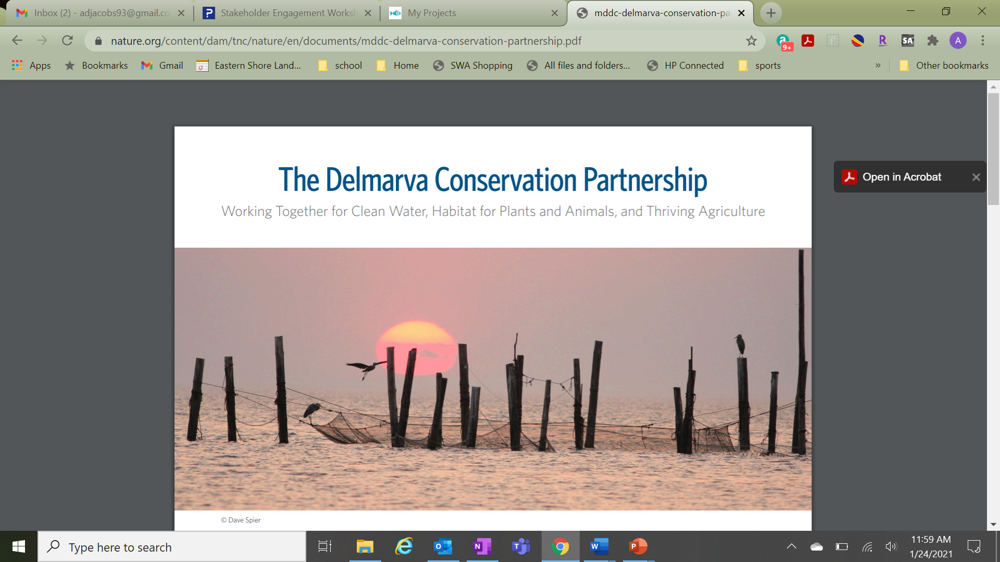 Inbox (2) - adjacobs93@gmail.co
Stakeholder Engagement Worksh
My Projects
mddc-delmarva-conservation-pa
nature.org/content/dam/tnc/nature/en/documents/mddc-delmarva-conservation-partnership.pdf
9+
R
SA
A
Apps
Bookmarks
Gmail
Eastern Shore Land...
school
Home
SWA Shopping
All files and folders...
HP Connected
sports
»
Other bookmarks
The Delmarva Conservation Partnership
Working Together for Clean Water, Habitat for Plants and Animals, and Thriving Agriculture
Open in Acrobat
© Dave Spier
Type here to search
11:59 AM
1/24/2021